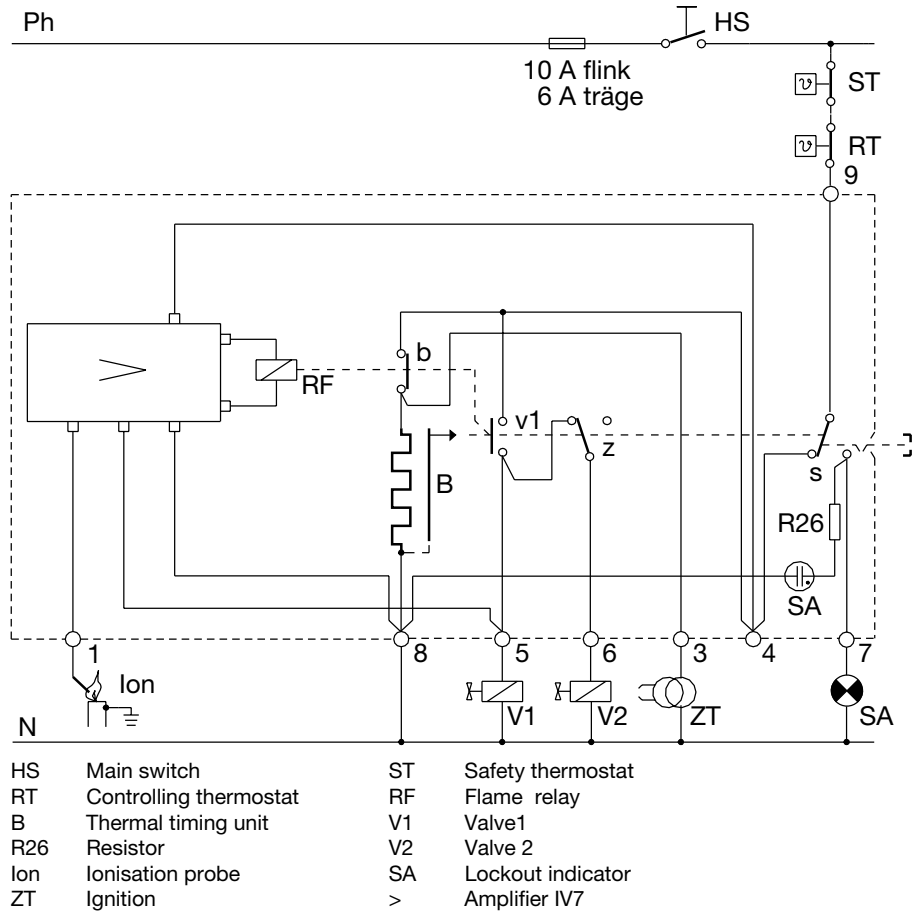 Ph
HS
10 A flink
6 A träge
ST
RT
9
b
RF
v1
z
B
s
R26
SA
1
8
5
6
3
4
7
Ion
V1
V2
ZT
SA
N
HS Main switch ST Safety thermostat
RT Controlling thermostat RF Flame relay
B Thermal timing unit V1 Valve1
R26 Resistor V2 Valve 2
Ion Ionisation probe SA Lockout indicator
ZT Ignition > Amplifier IV7